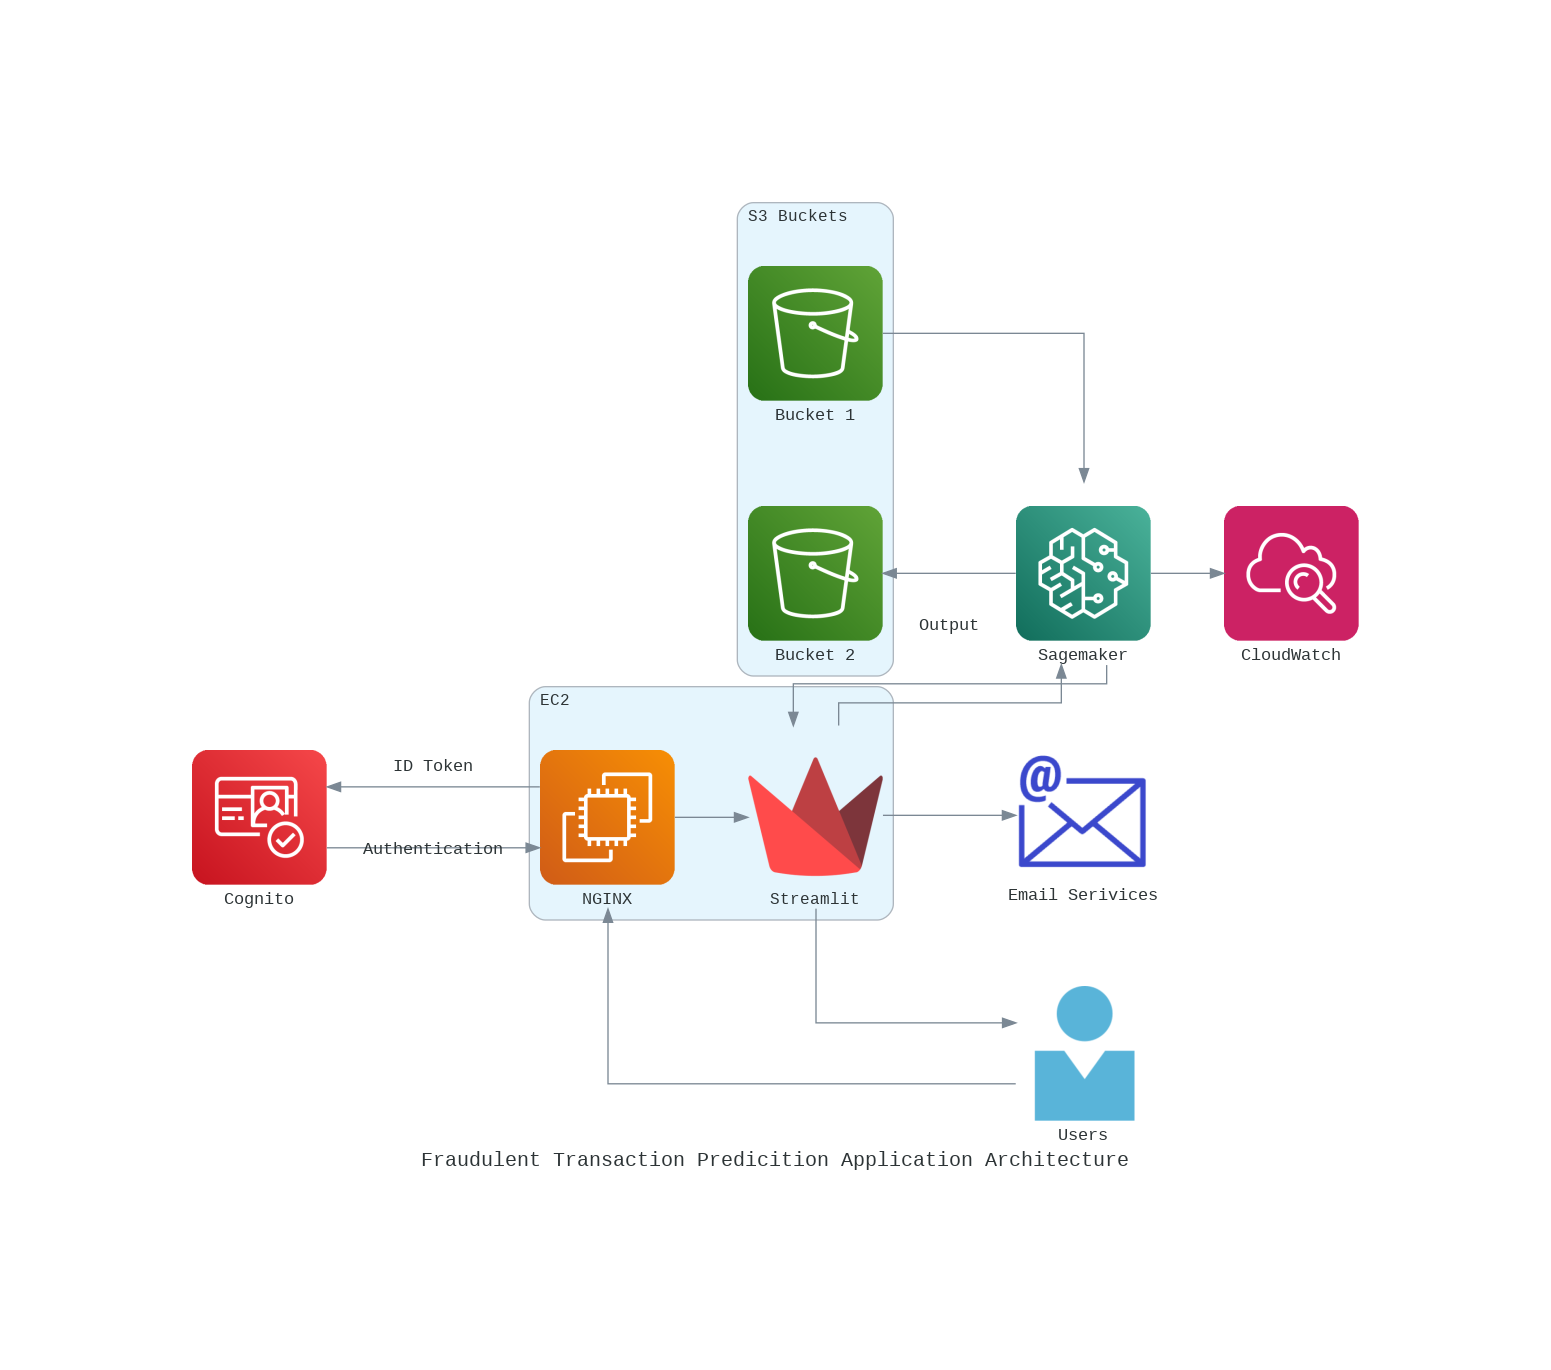 S3 Buckets
Bucket 1
Bucket 2
Output
Sagemaker
CloudWatch
EC2
ID Token
Authentication
Cognito
NGINX
Streamlit
@
Email Serivices
Users
Fraudulent Transaction Predicition Application Architecture